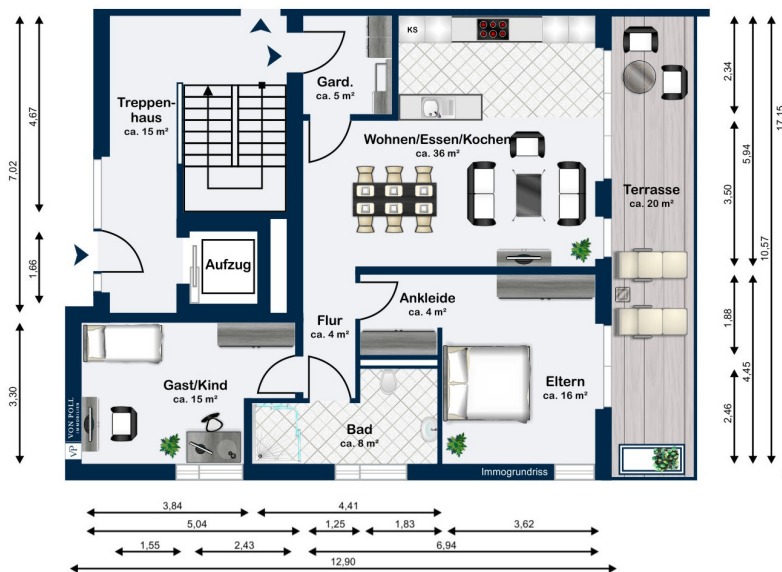 KS
Gard.
ca. 5 m²
Treppen-
haus
ca. 15 m²
Wohnen/Essen/Kochen
ca. 36 m²
Terrasse
ca. 20 m²
Aufzug
Ankleide
ca. 4 m²
Flur
ca. 4 m²
Gast/Kind
ca. 15 m²
Eltern
ca. 16 m²
Bad
ca. 8 m²
Immogrundriss
VP VON POLL
IMMOBILIEN
4,67
7,02
1,66
3,30
2,34
5,94
17,15
3,50
10,57
1,88
4,45
2,46
3,84
4,41
5,04
1,25
1,83
3,62
1,55
2,43
6,94
12,90